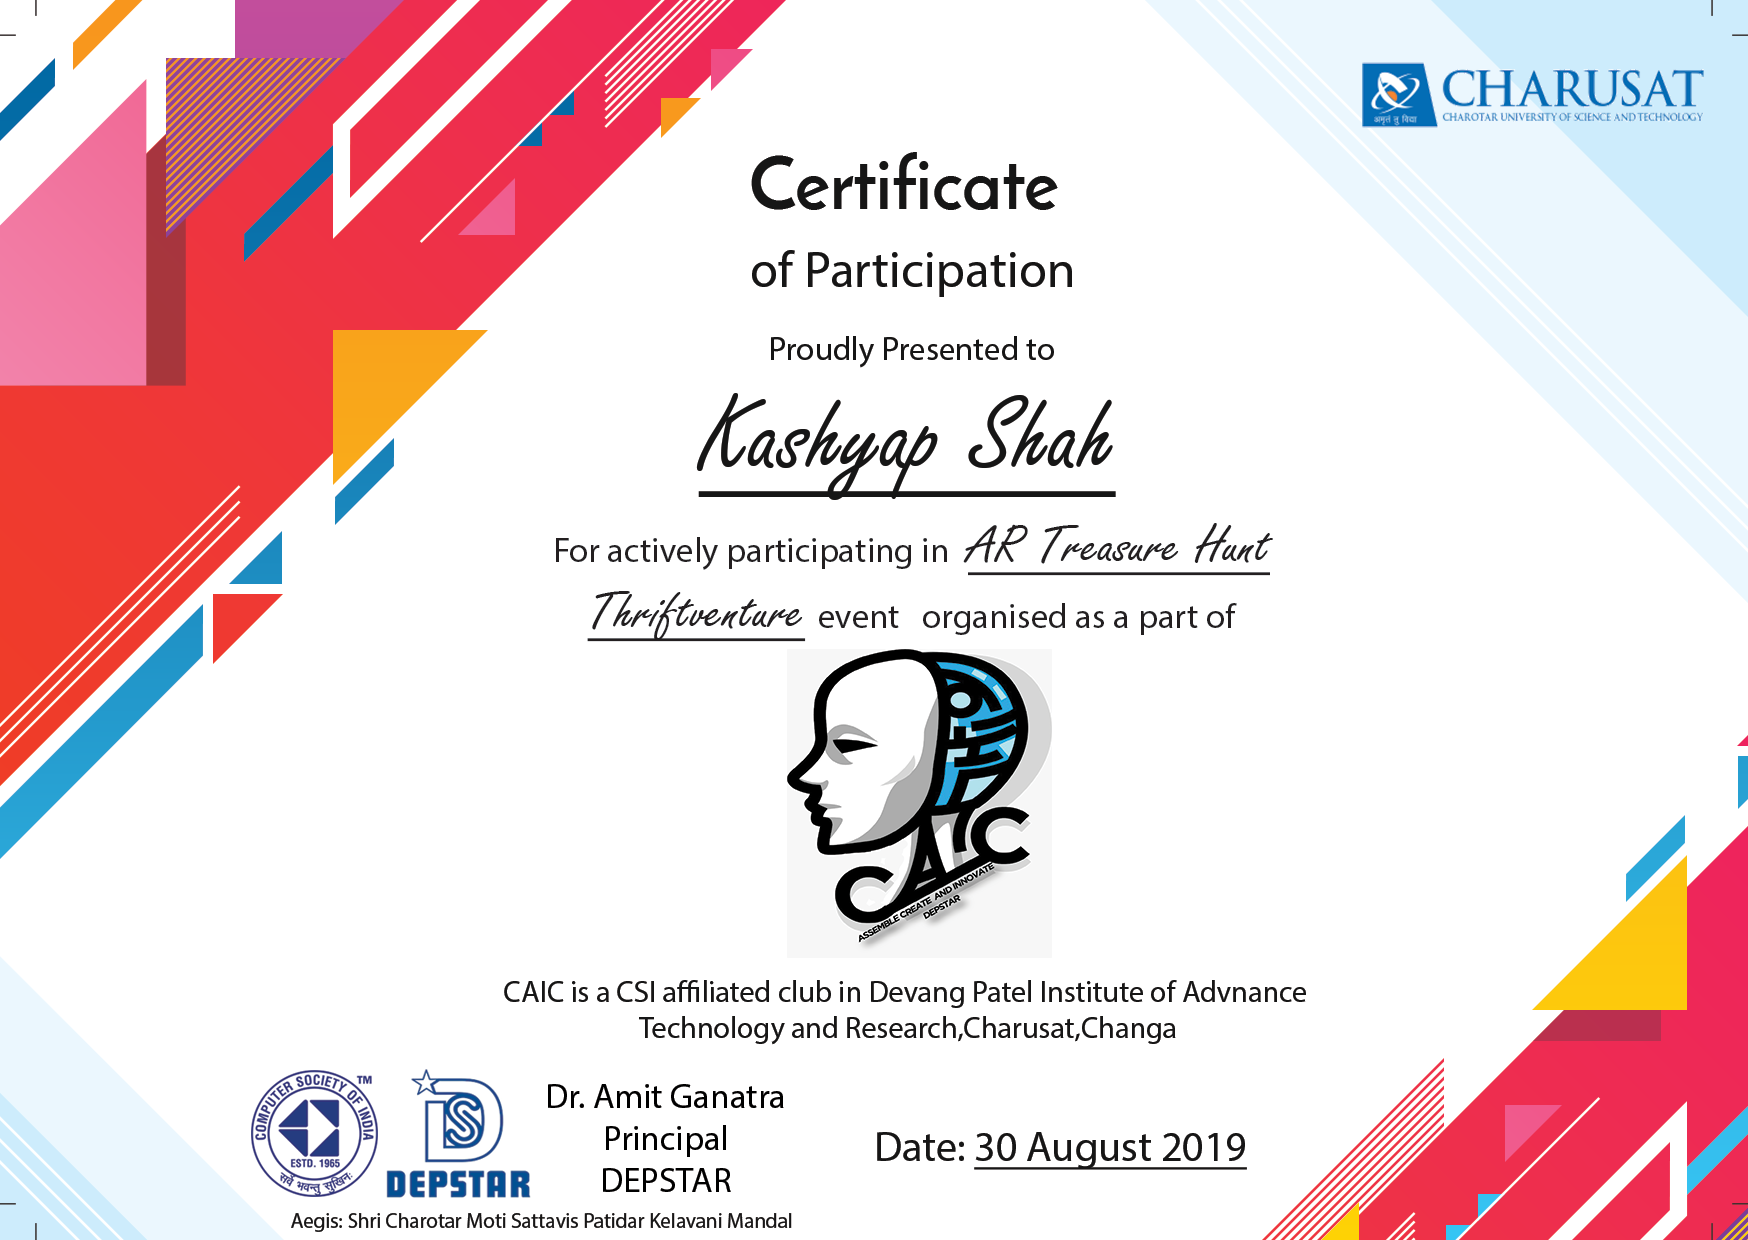 CHARUSAT
CHAROTAR UNIVERSITY OF SCIENCE AND TECHNOLOGY
अमृतं तु विद्या
Certificate
of Participation
Proudly Presented to
Kashyap Shah
For actively participating in AR Treasure Hunt
Thriftventure event organised as a part of
CAIC
ASSEMBLE CREATE AND INNOVATE
DEPSTAR
CAIC is a CSI affiliated club in Devang Patel Institute of Advnance
Technology and Research,Charusat,Changa
COMPUTER SOCIETY OF INDIA TM
ESTD. 1965
सर्वे भवन्तु सुखिनः
DEPSTAR
Dr. Amit Ganatra
Principal
DEPSTAR
Date: 30 August 2019
Aegis: Shri Charotar Moti Sattavis Patidar Kelavani Mandal